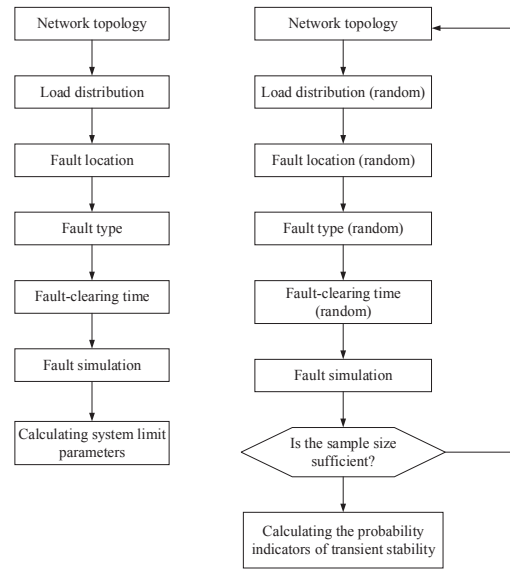 Network topology
Load distribution
Fault location
Fault type
Fault-clearing time
Fault simulation
Calculating system limit
parameters
Network topology
Load distribution (random)
Fault location (random)
Fault type (random)
Fault-clearing time
(random)
Fault simulation
Is the sample size
sufficient?
Calculating the probability
indicators of transient stability